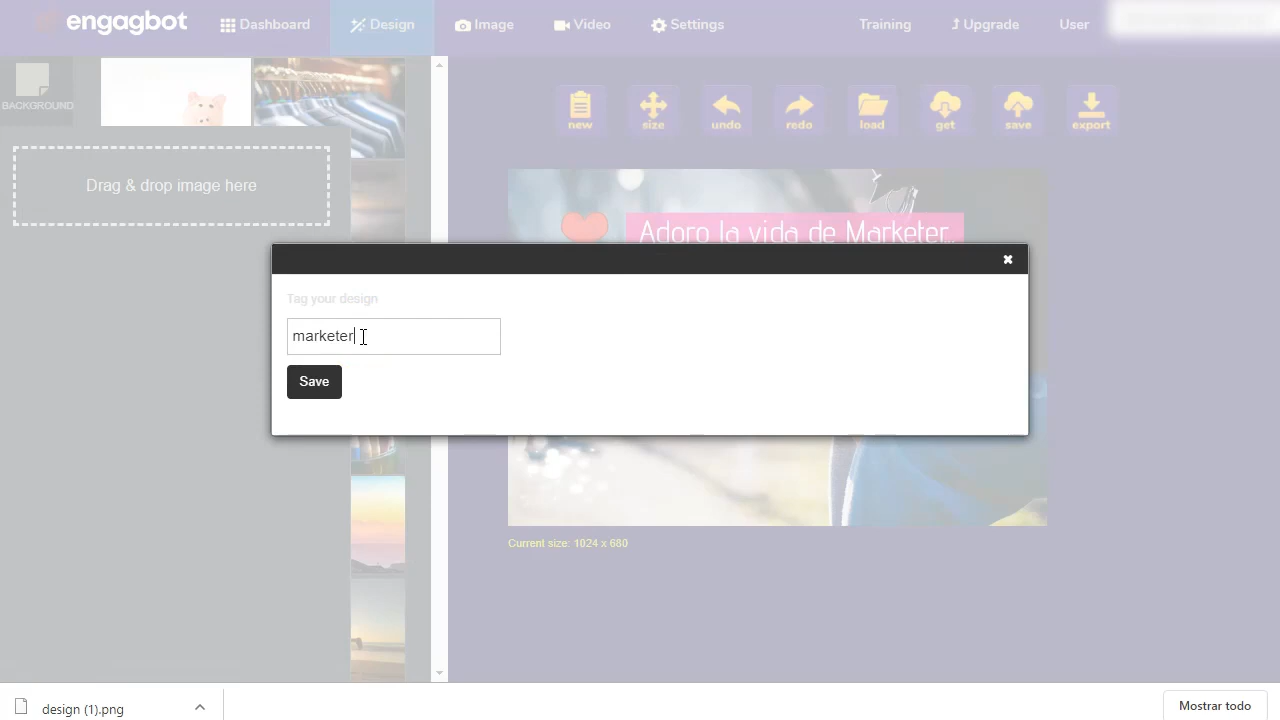 engagbot
Dashboard
Design
Image
Video
Settings
Training
Upgrade
User
BACKGROUND
new
size
undo
redo
load
get
save
export
Drag & drop image here
Adoro la vida de Marketer...
Tag your design
marketer
Save
Current size: 1024 x 680
design (1).png
Mostrar todo